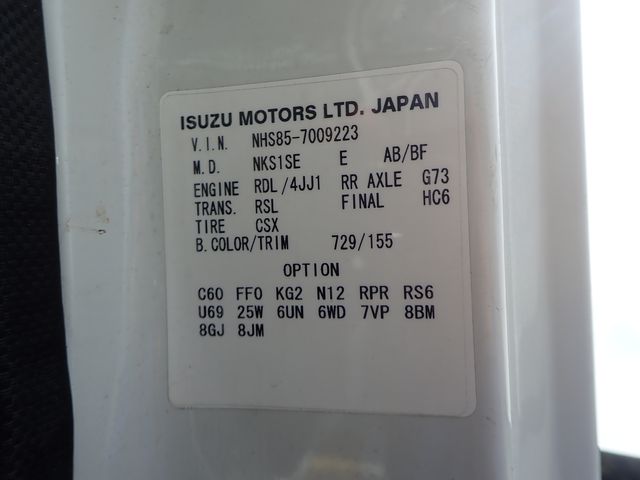 ISUZU MOTORS LTD. JAPAN
V.I.N. NHS85-7009223
M.D. NKS1SE E AB/BF
ENGINE RDL/4JJ1 RR AXLE G73
TRANS. RSL FINAL HC6
TIRE CSX
B.COLOR/TRIM 729/155
OPTION
C60 FF0 KG2 N12 RPR RS6
U69 25W 6UN 6WD 7VP 8BM
8GJ 8JM